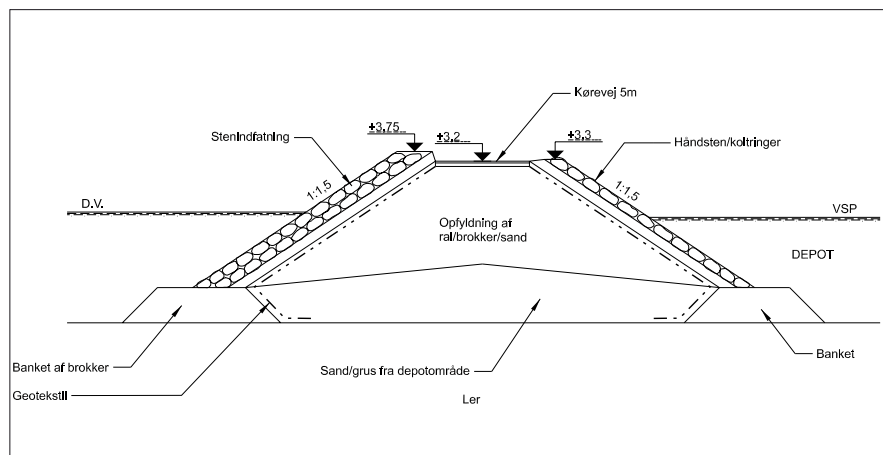 Kørevej 5m
+3,75
+3,2
+3,3
Stenindfatning
Håndsten/koltringer
1:1,5
1:1,5
D.V.
VSP
Opfyldning af
ral/brokker/sand
DEPOT
Banket af brokker
Sand/grus fra depotområde
Banket
Geotekstil
Ler